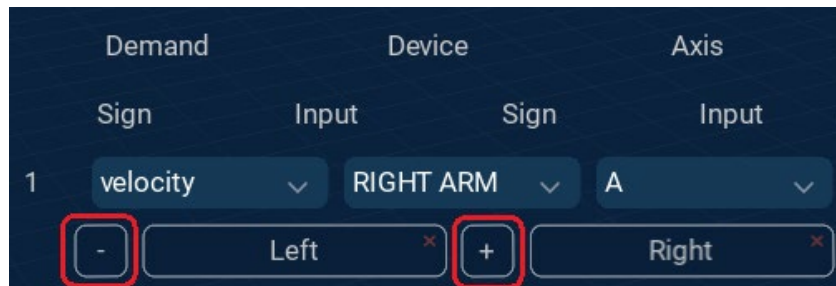 Demand Device Axis
Sign Input Sign Input
1 velocity RIGHT ARM A
- Left × + Right ×